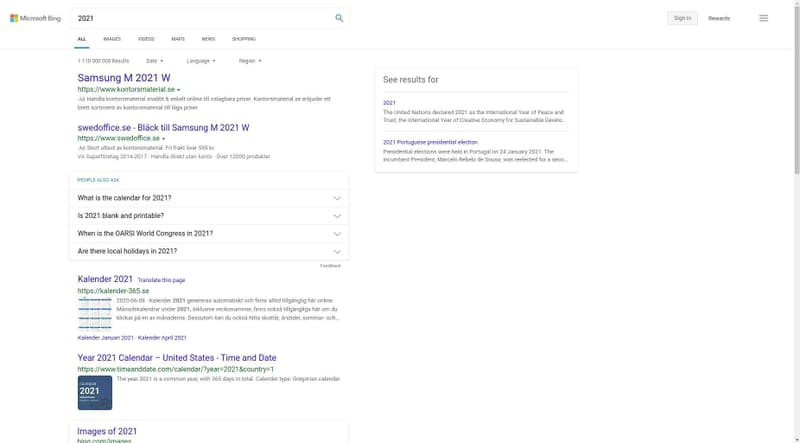 Microsoft Bing
2021
Sign in
Rewards
ALL
IMAGES
VIDEOS
MAPS
NEWS
SHOPPING
1 110 000 000 Results
Date
Language
Region
Samsung M 2021 W
https://www.kontorsmaterial.se
Ad Handla kontorsmaterial snabbt & enkelt online till oslagbara priser. Kontorsmaterial.se erbjuder ett
brett sortiment av kontorsmaterial till låga priser
swedoffice.se - Bläck till Samsung M 2021 W
https://www.swedoffice.se
Ad Stort utbud av kontorsmaterial. Fri frakt över 595 kr.
VA Superföretag 2014-2017 · Handla direkt utan konto · Över 12000 produkter
PEOPLE ALSO ASK
What is the calendar for 2021?
Is 2021 blank and printable?
When is the OARSI World Congress in 2021?
Are there local holidays in 2021?
Feedback
Kalender 2021 Translate this page
https://kalender-365.se
2020-06-08 · Kalender 2021 genereras automatiskt och finns alltid tillgänglig här online.
Månadskalendrar under 2021, inklusive veckonummer, finns också tillgängliga här om du
klickar på en av månaderna. Dessutom kan du också hitta skottår, årstider, sommar- och...
Kalender Januari 2021 · Kalender April 2021
Year 2021 Calendar – United States - Time and Date
https://www.timeanddate.com/calendar/?year=2021&country=1
CALENDAR
2021
The year 2021 is a common year, with 365 days in total. Calendar type: Gregorian calendar
Images of 2021
bing.com/images
See results for
2021
The United Nations declared 2021 as the International Year of Peace and
Trust, the International Year of Creative Economy for Sustainable Develo...
2021 Portuguese presidential election
Presidential elections were held in Portugal on 24 January 2021. The
incumbent President, Marcelo Rebelo de Sousa, was reelected for a seco...